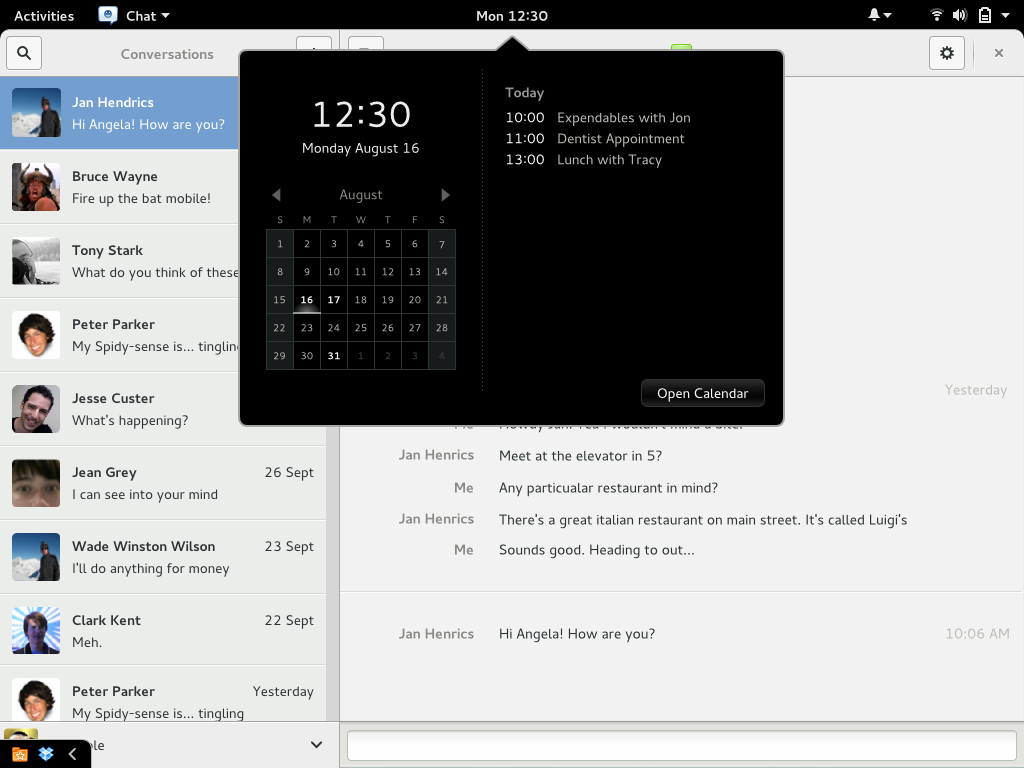 Activities Chat Mon 12:30
Conversations
Jan Hendrics
Hi Angela! How are you?
Bruce Wayne
Fire up the bat mobile!
Tony Stark
What do you think of these
Peter Parker
My Spidy-sense is... tinglin
Jesse Custer
What's happening?
Jean Grey 26 Sept
I can see into your mind
Wade Winston Wilson 23 Sept
I'll do anything for money
Clark Kent 22 Sept
Meh.
Peter Parker Yesterday
My Spidy-sense is... tingling
12:30
Monday August 16
August
S M T W T F S
1 2 3 4 5 6 7
8 9 10 11 12 13 14
15 16 17 18 19 20 21
22 23 24 25 26 27 28
29 30 31 1 2 3 4
Today
10:00 Expendables with Jon
11:00 Dentist Appointment
13:00 Lunch with Tracy
Open Calendar
Yesterday
Jan Henrics Meet at the elevator in 5?
Me Any particualar restaurant in mind?
Jan Henrics There's a great italian restaurant on main street. It's called Luigi's
Me Sounds good. Heading to out...
Jan Henrics Hi Angela! How are you? 10:06 AM